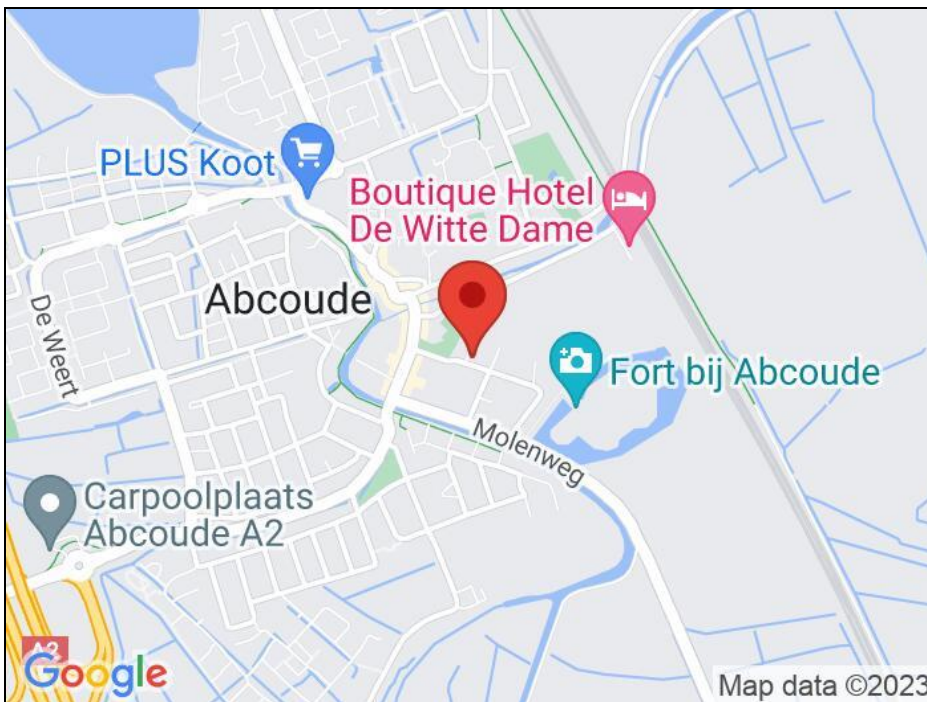 PLUS Koot
Boutique Hotel
De Witte Dame
Abcoude
De Weert
Fort bij Abcoude
Molenweg
Carpoolplaats
Abcoude A2
A2
Google
Map data ©2023